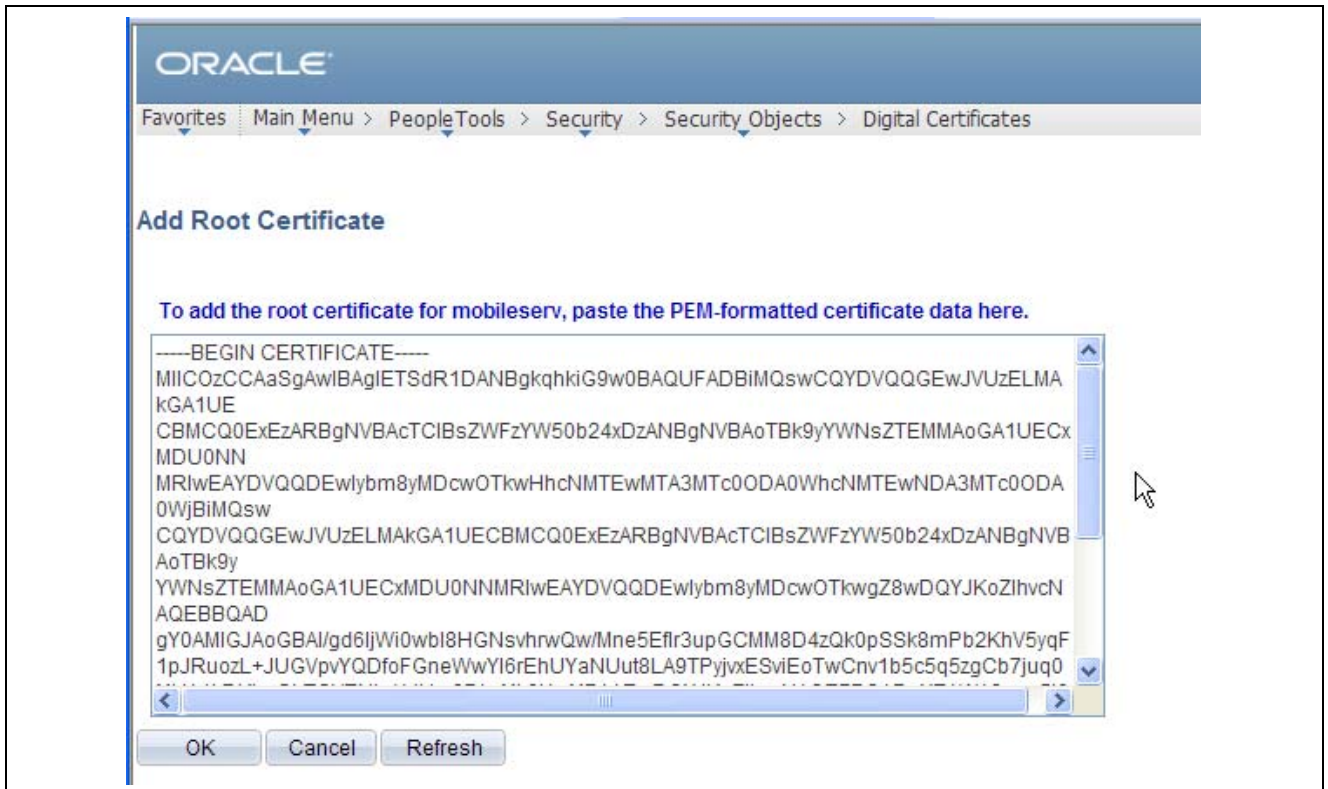 ORACLE
Favorites Main Menu > PeopleTools > Security > Security Objects > Digital Certificates
Add Root Certificate
To add the root certificate for mobileserv, paste the PEM-formatted certificate data here.
-----BEGIN CERTIFICATE-----
MIICOzCCAaSgAwIBAgIETSdR1DANBgkqhkiG9w0BAQUFADBiMQswCQYDVQQGEwJVUzELMA
kGA1UE
CBMCQ0ExEzARBgNVBAcTClBsZWFzYW50b24xDzANBgNVBAoTBk9yYWNsZTEMMAoGA1UECx
MDU0NN
MRIwEAYDVQQDEwlybm8yMDcwOTkwHhcNMTEwMTA3MTc0ODA0WhcNMTEwNDA3MTc0ODA
0WjBiMQsw
CQYDVQQGEwJVUzELMAkGA1UECBMCQ0ExEzARBgNVBAcTClBsZWFzYW50b24xDzANBgNVB
AoTBk9y
YWNsZTEMMAoGA1UECxMDU0NNMRIwEAYDVQQDEwlybm8yMDcwOTkwgZ8wDQYJKoZIhvcN
AQEBBQAD
gY0AMIGJAoGBAI/gd6IjWi0wbI8HGNsvhrwQw/Mne5EfIr3upGCMM8D4zQk0pSSk8mPb2KhV5yqF
1pJRuozL+JUGVpvYQDfoFGneWwYI6rEhUYaNUut8LA9TPyjvxESviEoTwCnv1b5c5q5zgCb7juq0
OK Cancel Refresh